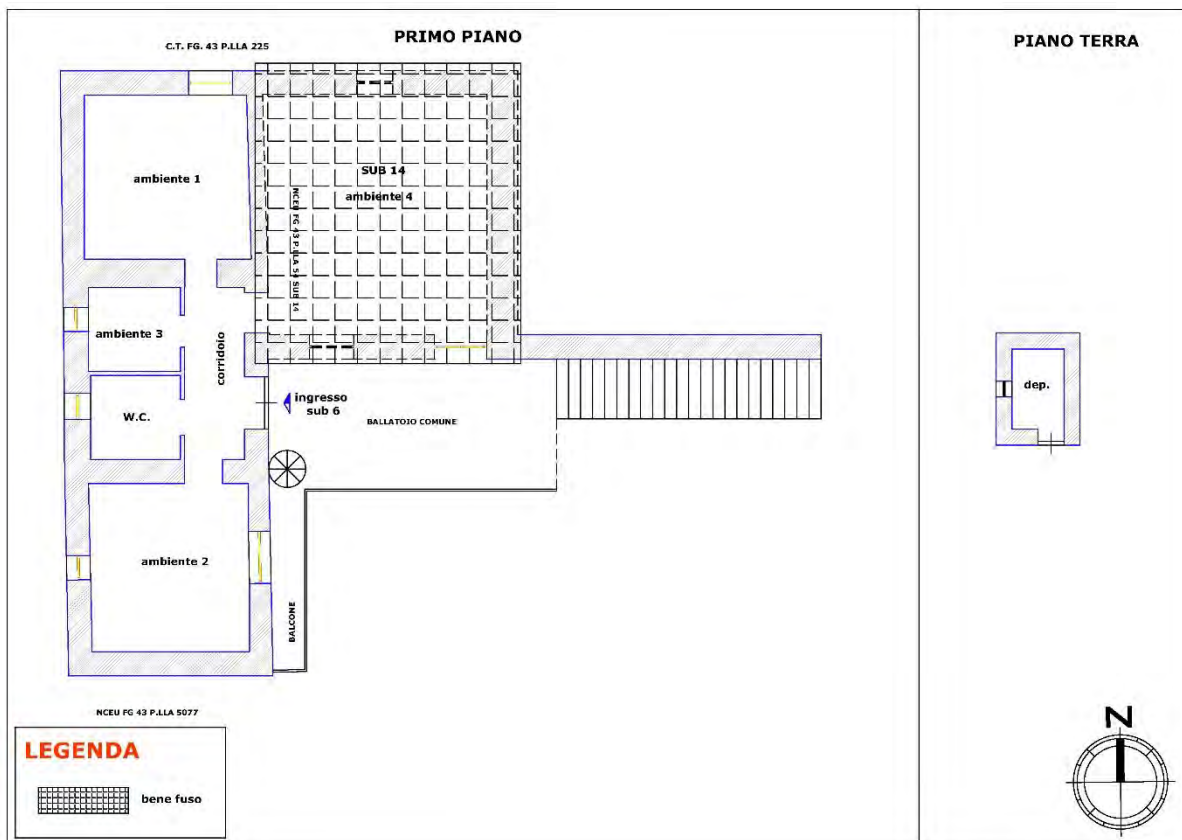 PRIMO PIANO
C.T. FG. 43 P.LLA 225
PIANO TERRA
ambiente 1
SUB 14
ambiente 4
NCEU FG 43 P.LLA 54 SUB 14
ambiente 3
corridoio
W.C.
ingresso
sub 6
BALLATOIO COMUNE
dep.
ambiente 2
BALCONE
NCEU FG 43 P.LLA 5077
LEGENDA
bene fuso
N